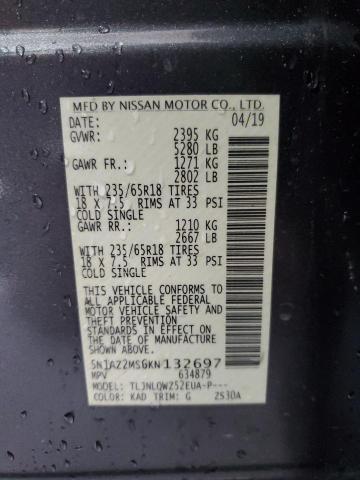 MFD BY NISSAN MOTOR CO., LTD.
DATE: 04/19
GVWR: 2395 KG
5280 LB
GAWR FR.: 1271 KG
2802 LB
WITH 235/65R18 TIRES
18 X 7.5 RIMS AT 33 PSI
COLD SINGLE
GAWR RR.: 1210 KG
2667 LB
WITH 235/65R18 TIRES
18 X 7.5 RIMS AT 33 PSI
COLD SINGLE
THIS VEHICLE CONFORMS TO
ALL APPLICABLE FEDERAL
MOTOR VEHICLE SAFETY
STANDARDS IN EFFECT ON THE
DATE OF MANUFACTURE
SHOWN ABOVE.
5N1AZ2MS6KN132697
MPV 634879
MODEL: TLJNLQWZ52EUA-P---
COLOR: KAD TRIM: G ZS30A